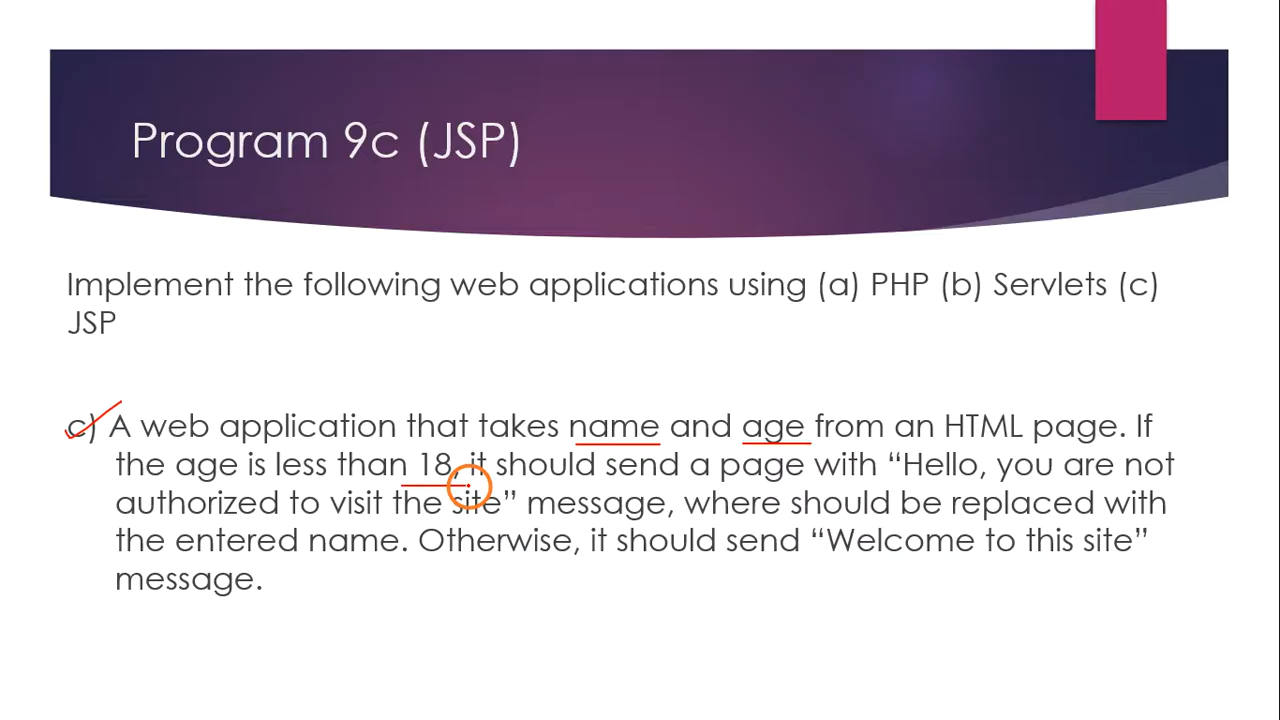 Program 9c (JSP)
Implement the following web applications using (a) PHP (b) Servlets (c)
JSP
c) A web application that takes name and age from an HTML page. If
the age is less than 18, it should send a page with “Hello, you are not
authorized to visit the site” message, where should be replaced with
the entered name. Otherwise, it should send “Welcome to this site”
message.